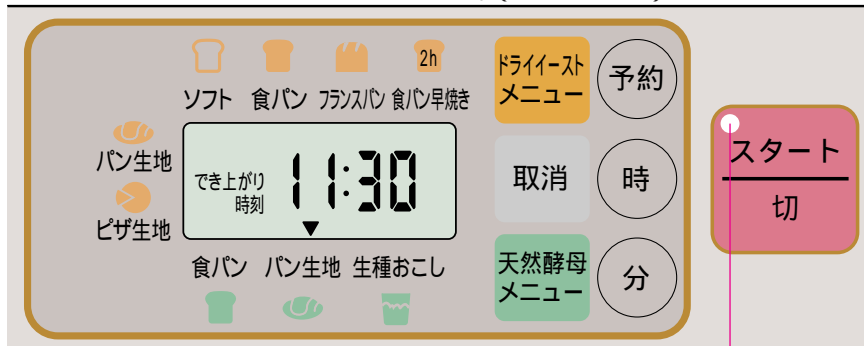 2h
ソフト 食パン フランスパン 食パン早焼き
パン生地
ピザ生地
でき上がり
時刻
11:30
食パン パン生地 生種おこし
ドライイースト
メニュー
予約
取消
時
天然酵母
メニュー
分
スタート
切